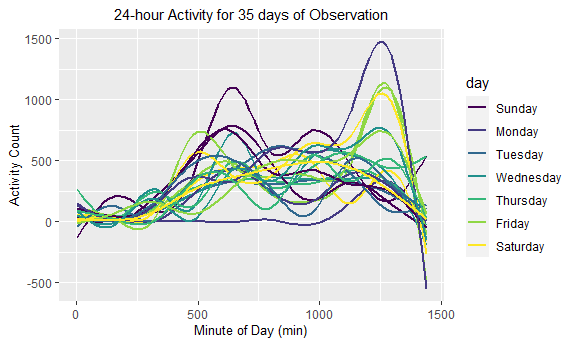 24-hour Activity for 35 days of Observation
1500
1000
500
0
-500
Activity Count
0
500
1000
1500
Minute of Day (min)
day
Sunday
Monday
Tuesday
Wednesday
Thursday
Friday
Saturday